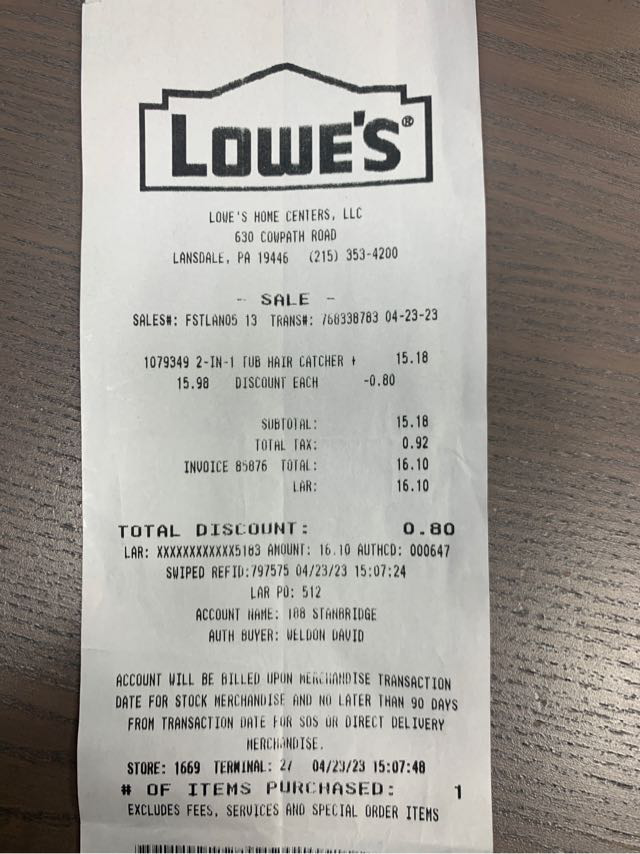 LOWE'S®
LOWE'S HOME CENTERS, LLC
630 COWPATH ROAD
LANSDALE, PA 19446 (215) 353-4200
- SALE -
SALES#: FSTLAN05 13 TRANS#: 768338783 04-23-23
1079349 2-IN-1 TUB HAIR CATCHER + 15.18
15.98 DISCOUNT EACH -0.80
SUBTOTAL: 15.18
TOTAL TAX: 0.92
INVOICE 85876 TOTAL: 16.10
LAR: 16.10
TOTAL DISCOUNT: 0.80
LAR: XXXXXXXXXXXX5183 AMOUNT: 16.10 AUTHCD: 000647
SWIPED REFID:797575 04/23/23 15:07:24
LAR PO: 512
ACCOUNT NAME: 108 STANBRIDGE
AUTH BUYER: WELDON DAVID
ACCOUNT WILL BE BILLED UPON MERCHANDISE TRANSACTION
DATE FOR STOCK MERCHANDISE AND NO LATER THAN 90 DAYS
FROM TRANSACTION DATE FOR SOS OR DIRECT DELIVERY
MERCHANDISE.
STORE: 1669 TERMINAL: 27 04/23/23 15:07:48
# OF ITEMS PURCHASED: 1
EXCLUDES FEES, SERVICES AND SPECIAL ORDER ITEMS